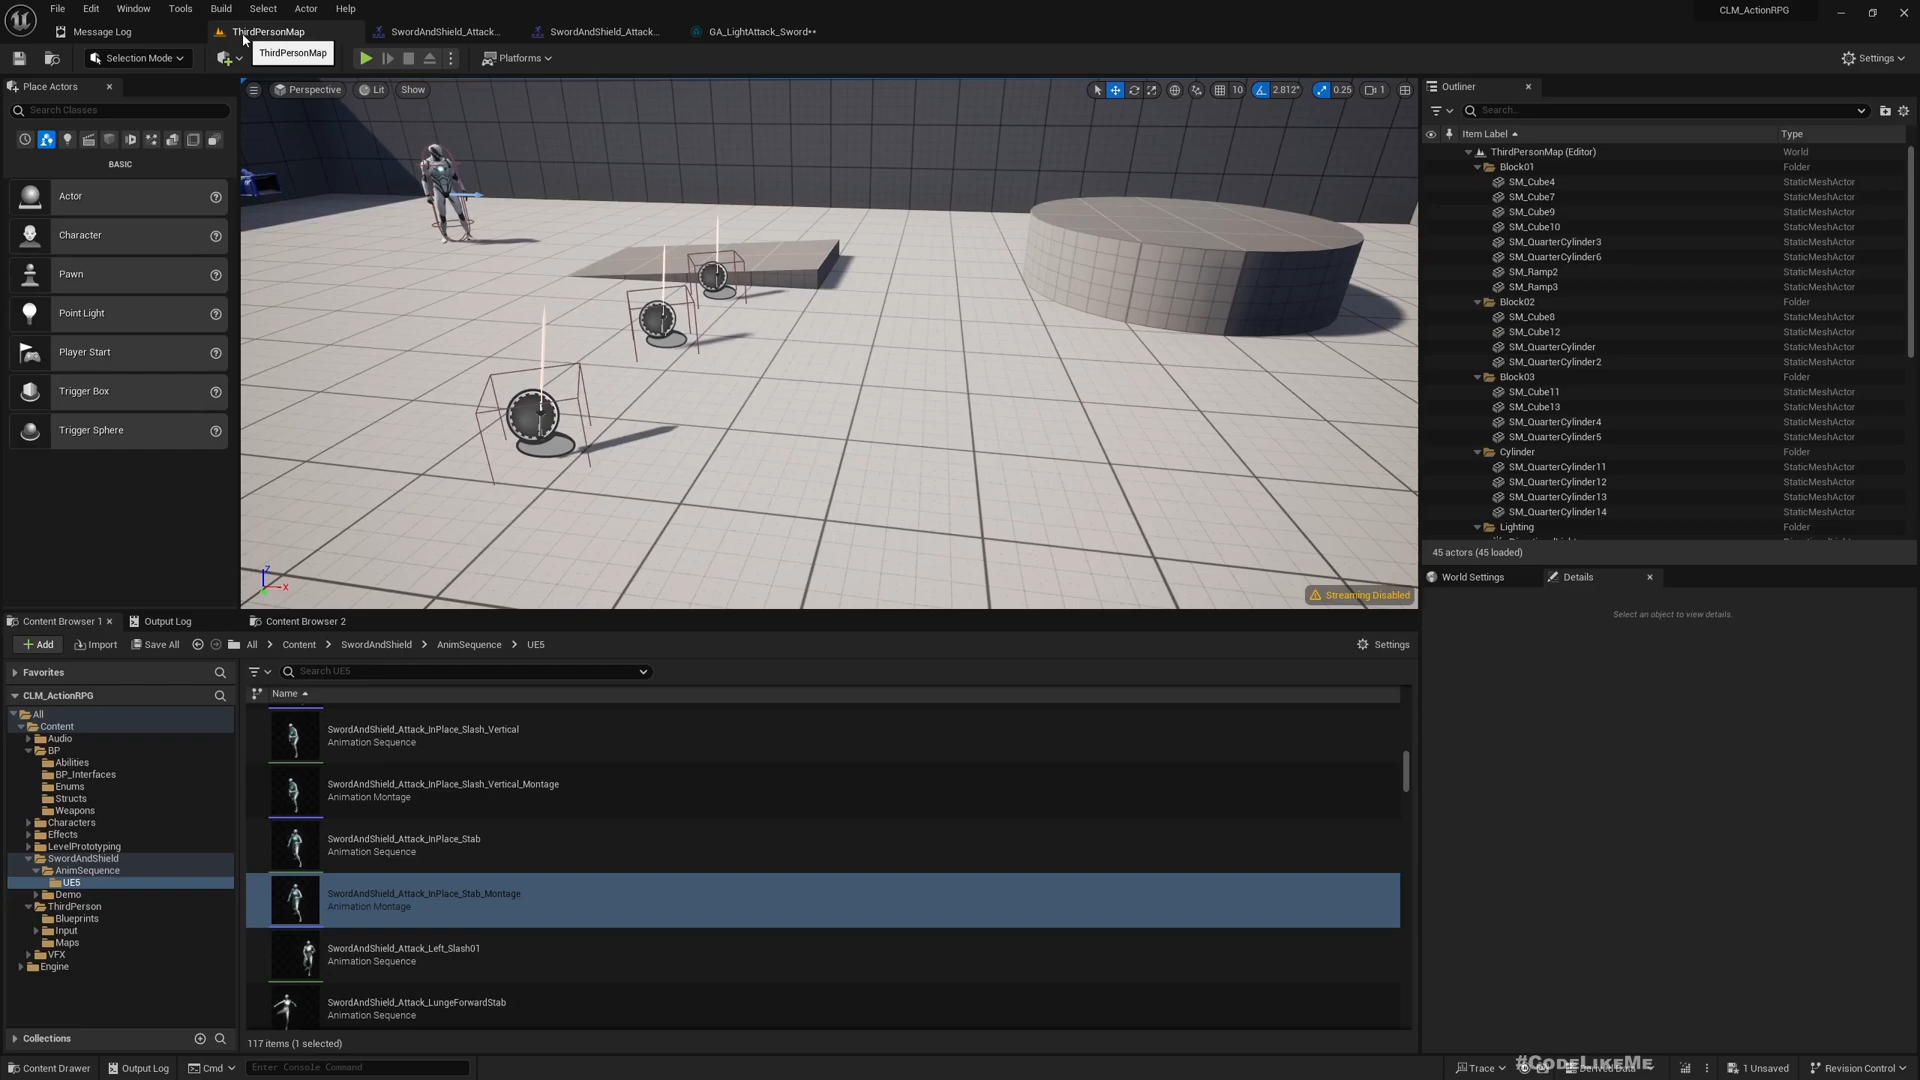 File Edit Window Tools Build Select Actor Help
CLM_ActionRPG
Message Log ThirdPersonMap SwordAndShield_Attack... SwordAndShield_Attack... GA_LightAttack_Sword**
Selection Mode ThirdPersonMap Platforms Settings
Place Actors
Search Classes
BASIC
Actor
Character
Pawn
Point Light
Player Start
Trigger Box
Trigger Sphere
Perspective Lit Show 10 2.812° 0.25 1
Z
X
Streaming Disabled
Outliner
Search...
Item Label Type
ThirdPersonMap (Editor) World
Block01 Folder
SM_Cube4 StaticMeshActor
SM_Cube7 StaticMeshActor
SM_Cube9 StaticMeshActor
SM_Cube10 StaticMeshActor
SM_QuarterCylinder3 StaticMeshActor
SM_QuarterCylinder6 StaticMeshActor
SM_Ramp2 StaticMeshActor
SM_Ramp3 StaticMeshActor
Block02 Folder
SM_Cube8 StaticMeshActor
SM_Cube12 StaticMeshActor
SM_QuarterCylinder StaticMeshActor
SM_QuarterCylinder2 StaticMeshActor
Block03 Folder
SM_Cube11 StaticMeshActor
SM_Cube13 StaticMeshActor
SM_QuarterCylinder4 StaticMeshActor
SM_QuarterCylinder5 StaticMeshActor
Cylinder Folder
SM_QuarterCylinder11 StaticMeshActor
SM_QuarterCylinder12 StaticMeshActor
SM_QuarterCylinder13 StaticMeshActor
SM_QuarterCylinder14 StaticMeshActor
Lighting Folder
45 actors (45 loaded)
World Settings Details
Select an object to view details.
Content Browser 1 Output Log Content Browser 2
Add Import Save All All Content SwordAndShield AnimSequence UE5 Settings
Favorites
CLM_ActionRPG
All
Content
Audio
BP
Abilities
BP_Interfaces
Enums
Structs
Weapons
Characters
Effects
LevelPrototyping
SwordAndShield
AnimSequence
UE5
Demo
ThirdPerson
Blueprints
Input
Maps
VFX
Engine
Collections
Search UE5
Name
SwordAndShield_Attack_InPlace_Slash_Vertical
Animation Sequence
SwordAndShield_Attack_InPlace_Slash_Vertical_Montage
Animation Montage
SwordAndShield_Attack_InPlace_Stab
Animation Sequence
SwordAndShield_Attack_InPlace_Stab_Montage
Animation Montage
SwordAndShield_Attack_Left_Slash01
Animation Sequence
SwordAndShield_Attack_LungeForwardStab
Animation Sequence
117 items (1 selected)
Content Drawer Output Log Cmd Enter Console Command Trace Derived Data 1 Unsaved Revision Control
#CodeLikeMe